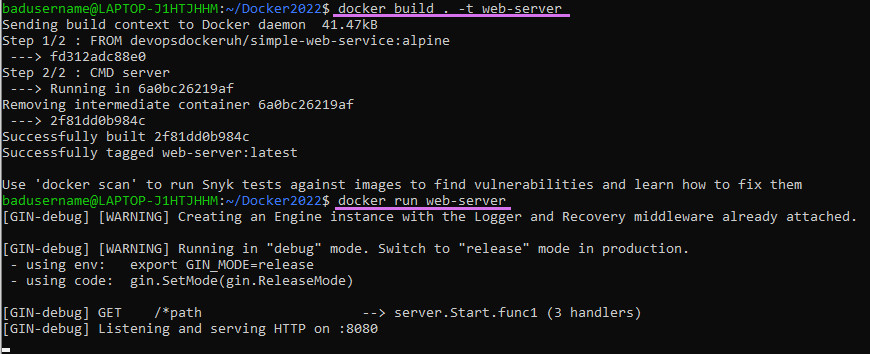 badusername@LAPTOP-J1HTJHHM:~/Docker2022$ docker build . -t web-server
Sending build context to Docker daemon  41.47kB
Step 1/2 : FROM devopsdockeruh/simple-web-service:alpine
 ---> fd312adc88e0
Step 2/2 : CMD server
 ---> Running in 6a0bc26219af
Removing intermediate container 6a0bc26219af
 ---> 2f81dd0b984c
Successfully built 2f81dd0b984c
Successfully tagged web-server:latest

Use 'docker scan' to run Snyk tests against images to find vulnerabilities and learn how to fix them
badusername@LAPTOP-J1HTJHHM:~/Docker2022$ docker run web-server
[GIN-debug] [WARNING] Creating an Engine instance with the Logger and Recovery middleware already attached.

[GIN-debug] [WARNING] Running in "debug" mode. Switch to "release" mode in production.
 - using env:   export GIN_MODE=release
 - using code:  gin.SetMode(gin.ReleaseMode)

[GIN-debug] GET    /*path                    --> server.Start.func1 (3 handlers)
[GIN-debug] Listening and serving HTTP on :8080